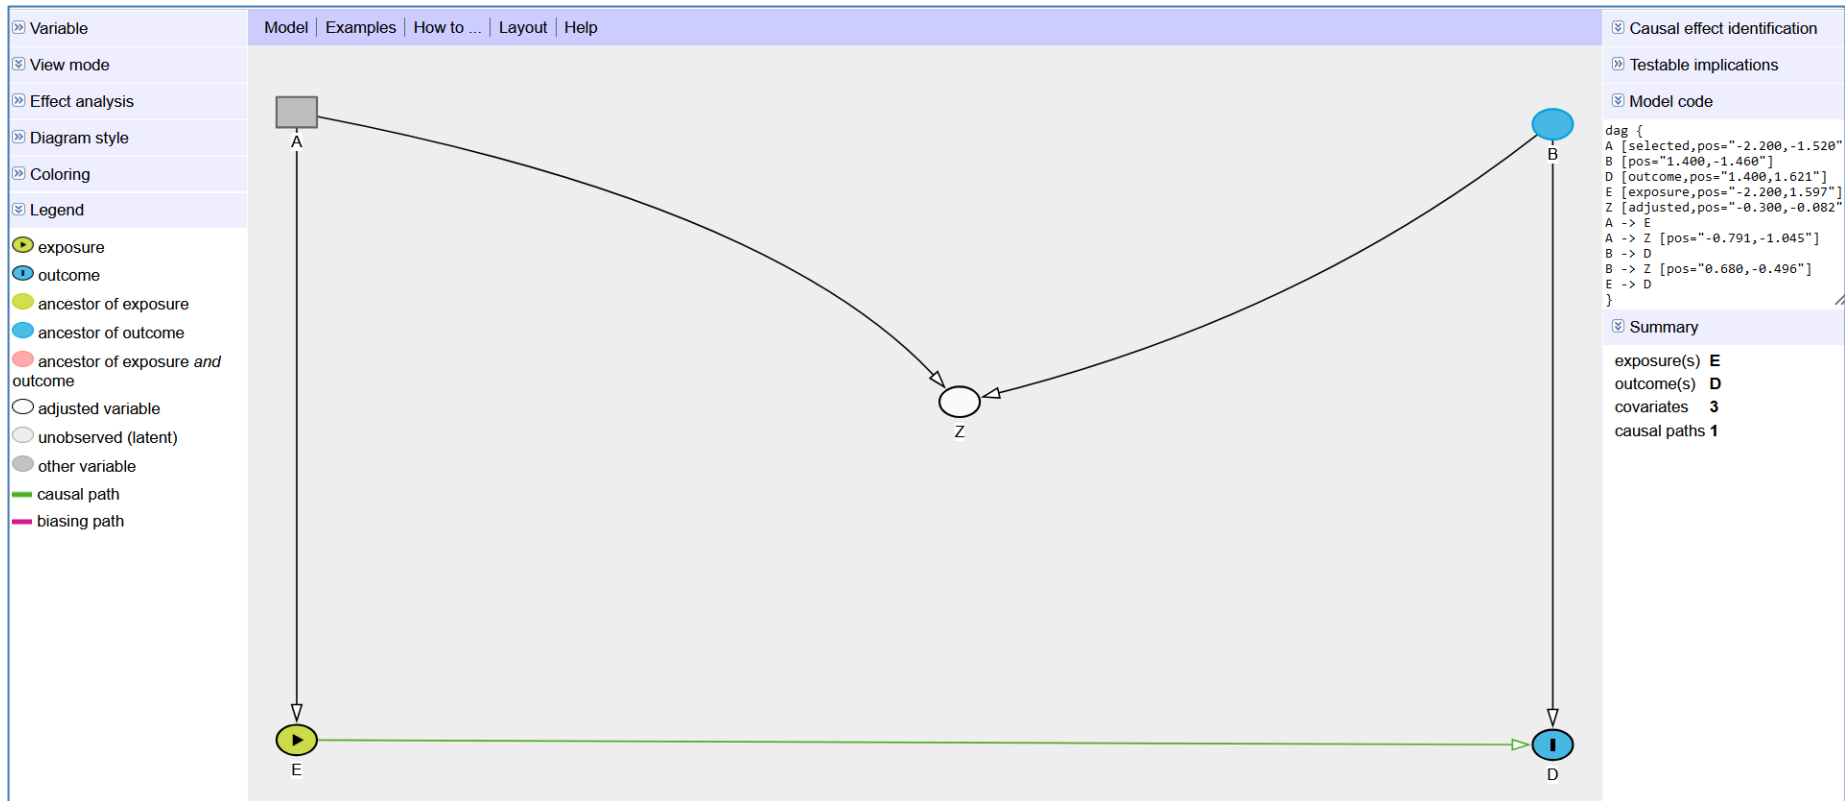 Variable
View mode
Effect analysis
Diagram style
Coloring
Legend
exposure
outcome
ancestor of exposure
ancestor of outcome
ancestor of exposure and
outcome
adjusted variable
unobserved (latent)
other variable
causal path
biasing path
Model Examples How to ... Layout Help
A
B
Z
E
D
Causal effect identification
Testable implications
Model code
dag {
A [selected,pos="-2.200,-1.520"
B [pos="1.400,-1.460"]
D [outcome,pos="1.400,1.621"]
E [exposure,pos="-2.200,1.597"]
Z [adjusted,pos="-0.300,-0.082"
A -> E
A -> Z [pos="-0.791,-1.045"]
B -> D
B -> Z [pos="0.680,-0.496"]
E -> D
}
Summary
exposure(s) E
outcome(s) D
covariates 3
causal paths 1